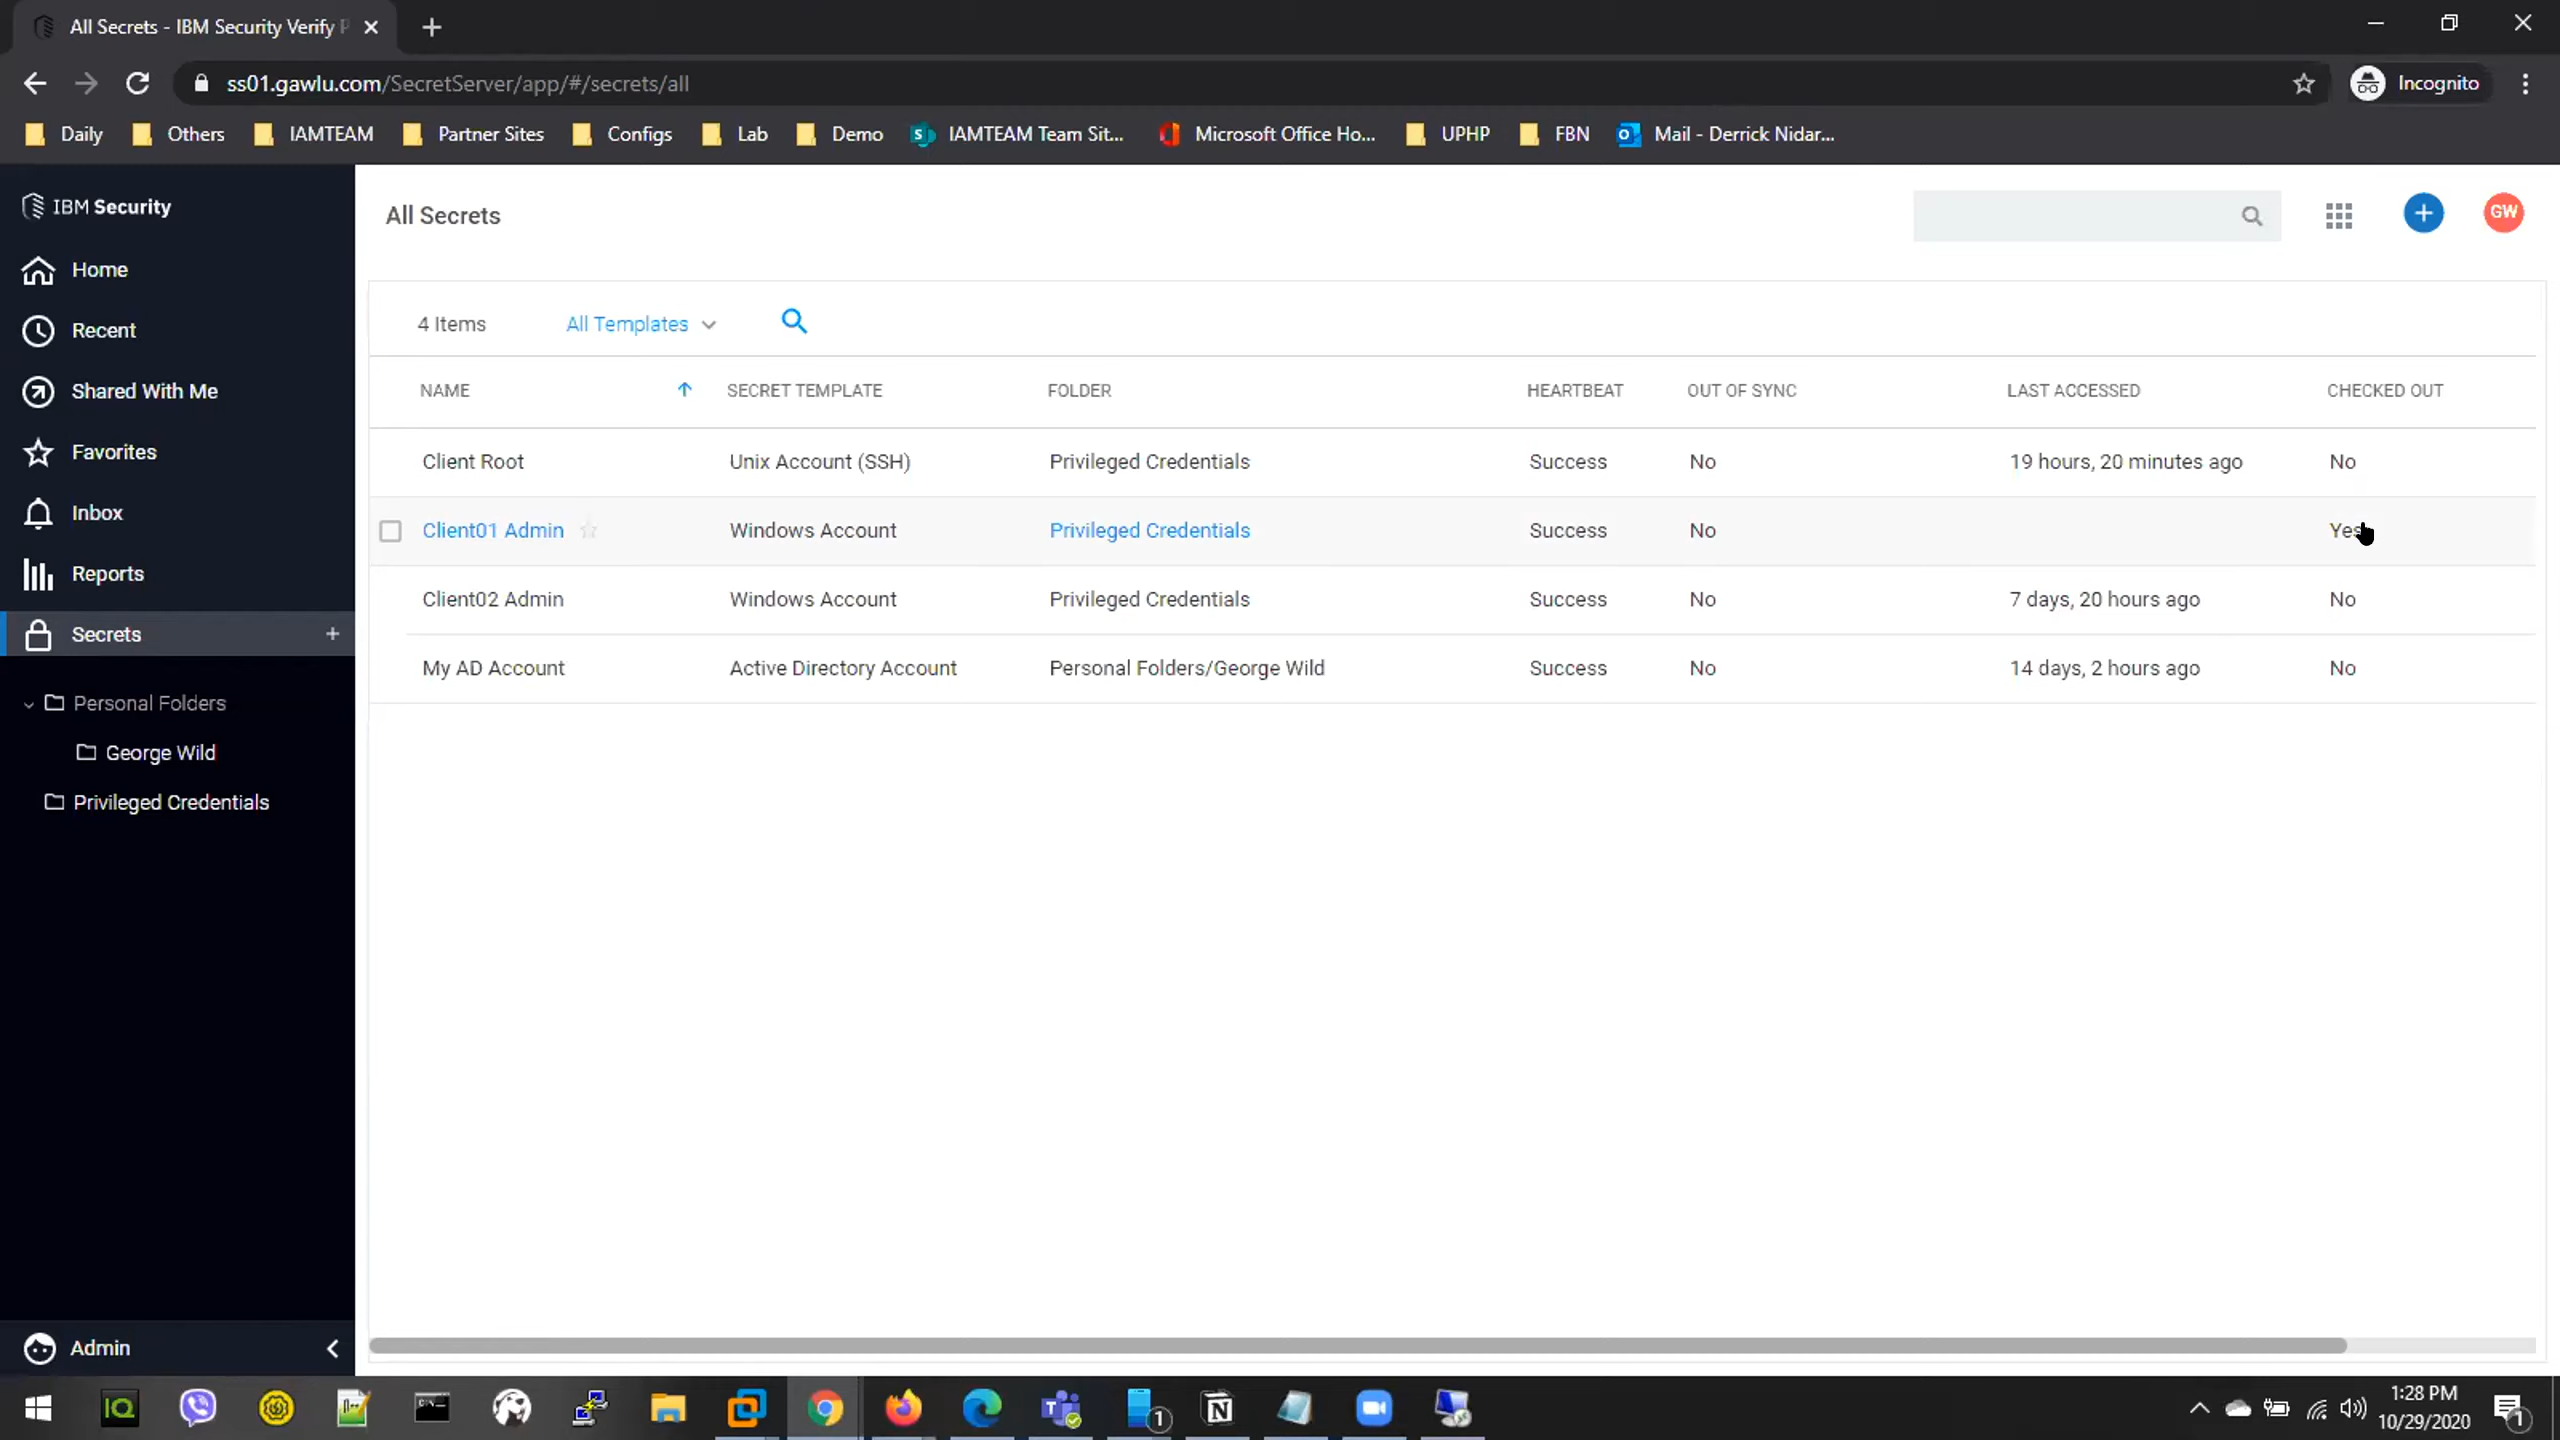 All Secrets - IBM Security Verify P
ss01.gawlu.com/SecretServer/app/#/secrets/all
Incognito
Daily Others IAMTEAM Partner Sites Configs Lab Demo IAMTEAM Team Sit... Microsoft Office Ho... UPHP FBN Mail - Derrick Nidar...
IBM Security
Home
Recent
Shared With Me
Favorites
Inbox
Reports
Secrets +
Personal Folders
George Wild
Privileged Credentials
Admin
All Secrets
GW
4 Items All Templates
NAME SECRET TEMPLATE FOLDER HEARTBEAT OUT OF SYNC LAST ACCESSED CHECKED OUT
Client Root Unix Account (SSH) Privileged Credentials Success No 19 hours, 20 minutes ago No
Client01 Admin Windows Account Privileged Credentials Success No Yes
Client02 Admin Windows Account Privileged Credentials Success No 7 days, 20 hours ago No
My AD Account Active Directory Account Personal Folders/George Wild Success No 14 days, 2 hours ago No
IQ
1
1:28 PM
10/29/2020
1